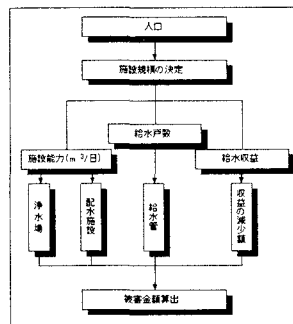 人口
施設規模の決定
給水戸数
施設能力(m³/日)
給水収益
浄水場
配水施設
給水管
収益の減少額
被害金額算出